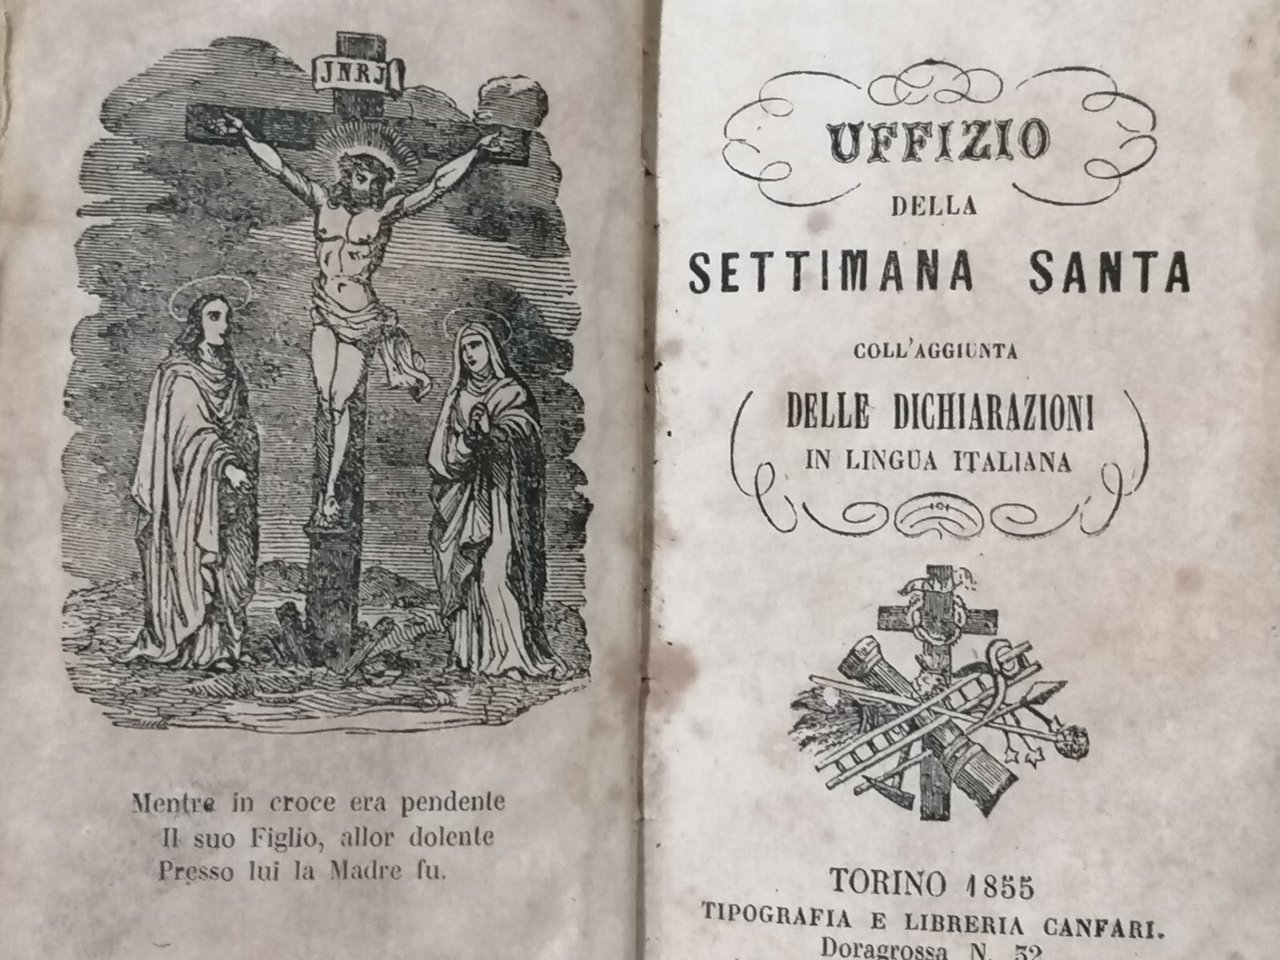 JNRJ
Mentre in croce era pendente
Il suo Figlio, allor dolente
Presso lui la Madre fu.
UFFIZIO
DELLA
SETTIMANA SANTA
COLL'AGGIUNTA
DELLE DICHIARAZIONI
IN LINGUA ITALIANA
TORINO 1855
TIPOGRAFIA E LIBRERIA CANFARI.
Doragrossa N. 32